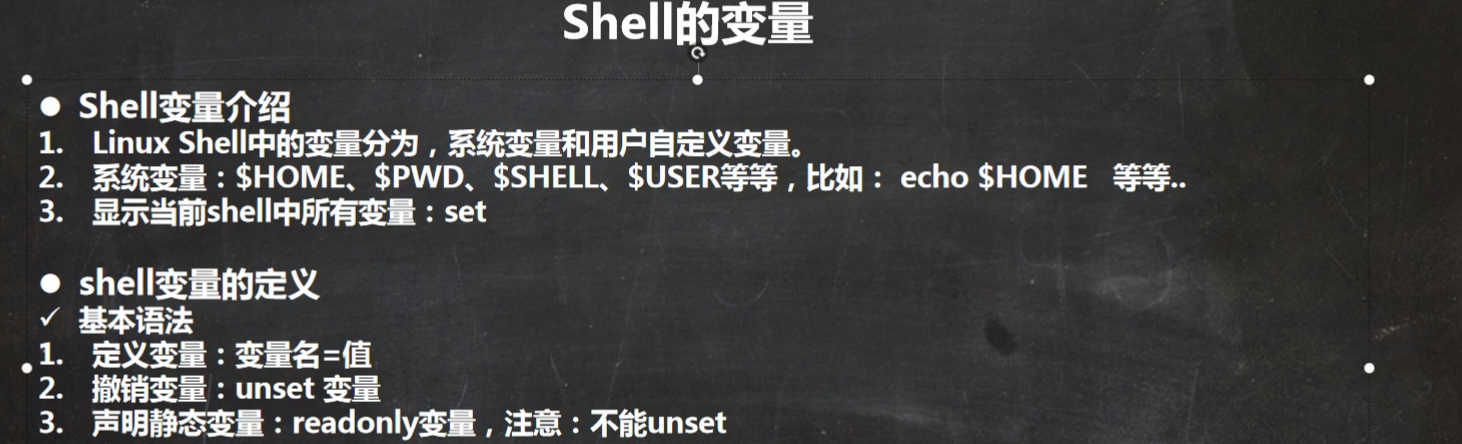 Shell的变量
● Shell变量介绍
1. Linux Shell中的变量分为，系统变量和用户自定义变量。
2. 系统变量：$HOME、$PWD、$SHELL、$USER等等，比如： echo $HOME 等等..
3. 显示当前shell中所有变量：set
● shell变量的定义
✓ 基本语法
1. 定义变量：变量名=值
2. 撤销变量：unset 变量
3. 声明静态变量：readonly变量，注意：不能unset